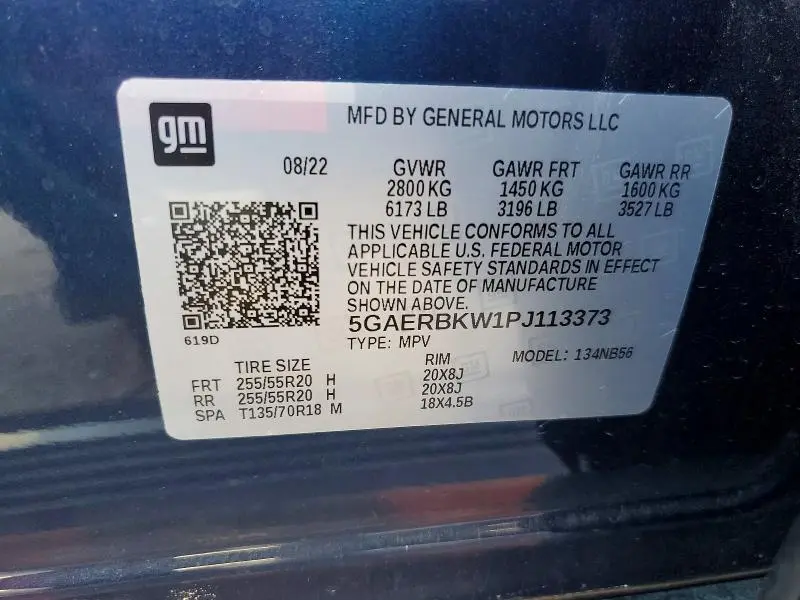 gm
MFD BY GENERAL MOTORS LLC
08/22 GVWR GAWR FRT GAWR RR
2800 KG 1450 KG 1600 KG
6173 LB 3196 LB 3527 LB
THIS VEHICLE CONFORMS TO ALL
APPLICABLE U.S. FEDERAL MOTOR
VEHICLE SAFETY STANDARDS IN EFFECT
ON THE DATE OF MANUFACTURE
SHOWN ABOVE.
5GAERBKW1PJ113373
619D
TYPE: MPV MODEL: 134NB56
TIRE SIZE RIM
FRT 255/55R20 H 20X8J
RR 255/55R20 H 20X8J
SPA T135/70R18 M 18X4.5B